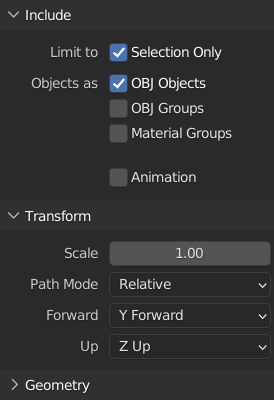 Include
Limit to Selection Only
Objects as OBJ Objects
OBJ Groups
Material Groups
Animation
Transform
Scale 1.00
Path Mode Relative
Forward Y Forward
Up Z Up
Geometry